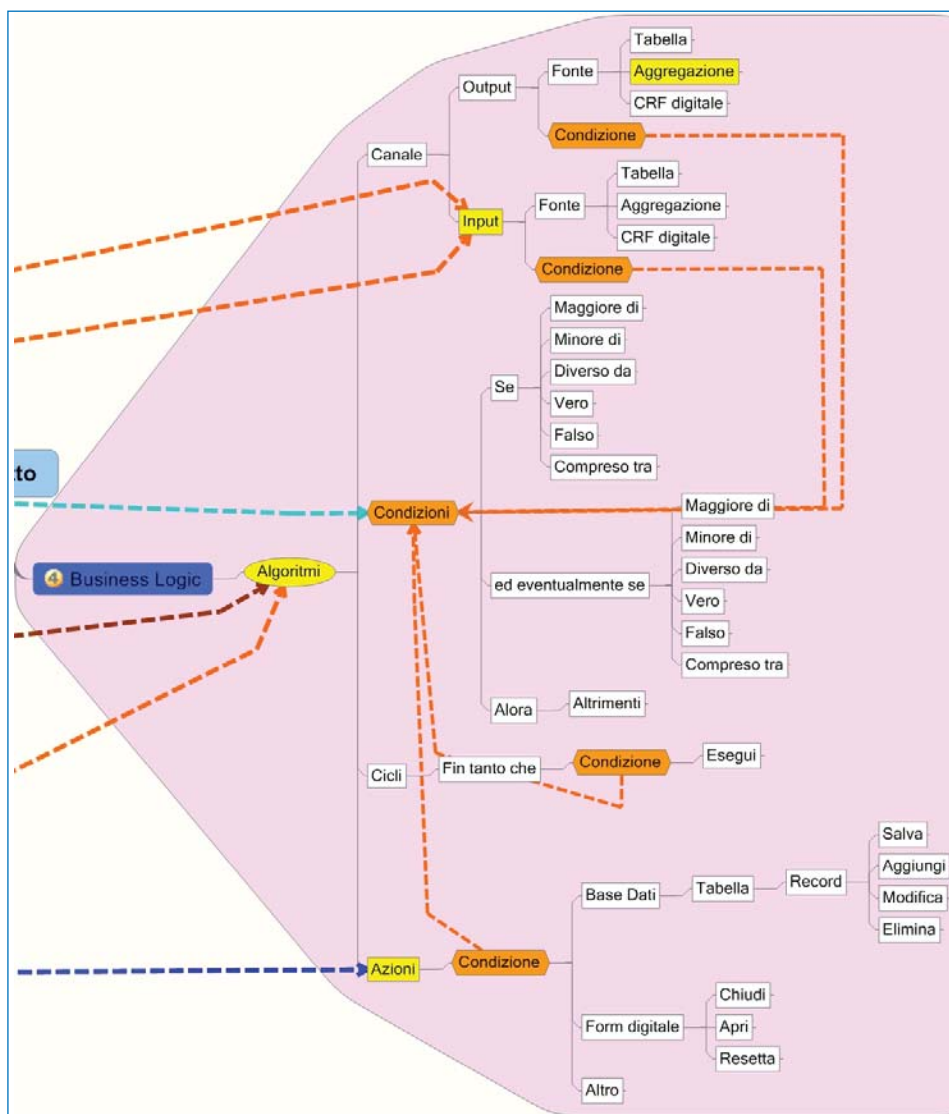 Tabella
Fonte
Aggregazione
Output
CRF digitale
Condizione
Canale
Tabella
Fonte
Aggregazione
Input
CRF digitale
Condizione
Maggiore di
Minore di
Se
Diverso da
Vero
Falso
Compreso tra
tto
Condizioni
Maggiore di
Minore di
Diverso da
4 Business Logic
Algoritmi
ed eventualmente se
Vero
Falso
Compreso tra
Alora
Altrimenti
Cicli
Fin tanto che
Condizione
Esegui
Salva
Aggiungi
Base Dati
Tabella
Record
Modifica
Elimina
Azioni
Condizione
Chiudi
Form digitale
Apri
Resetta
Altro